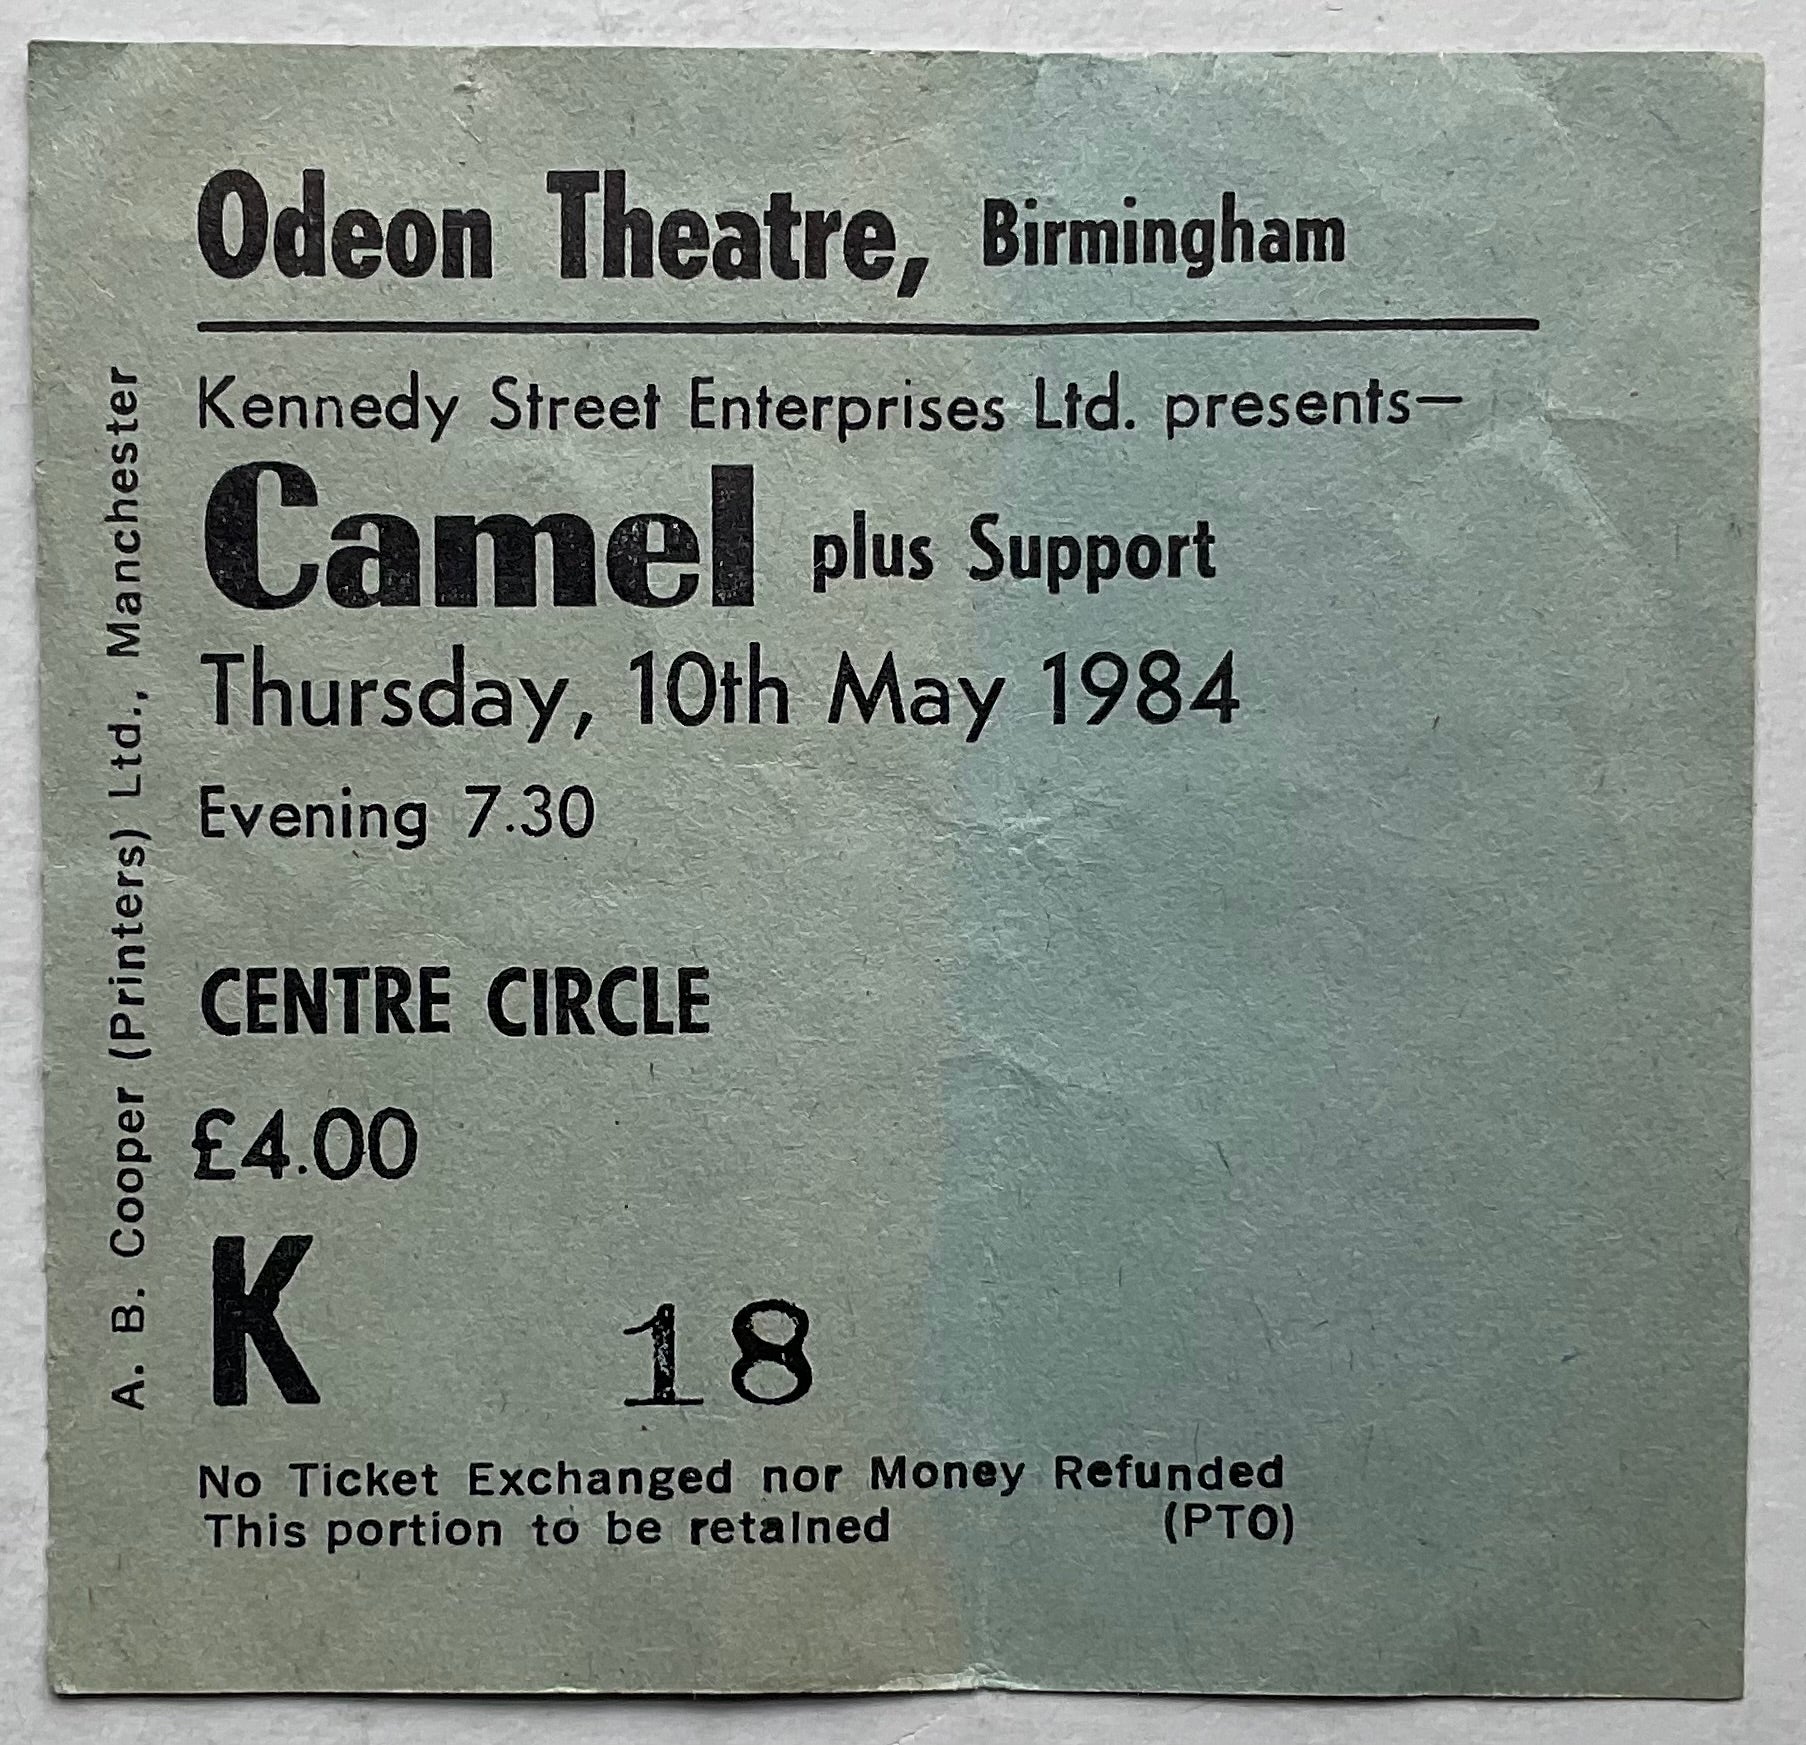 Odeon Theatre, Birmingham
Kennedy Street Enterprises Ltd. presents—
Camel plus Support
Thursday, 10th May 1984
Evening 7.30
CENTRE CIRCLE
£4.00
K 18
No Ticket Exchanged nor Money Refunded
This portion to be retained (PTO)
A. B. Cooper (Printers) Ltd., Manchester